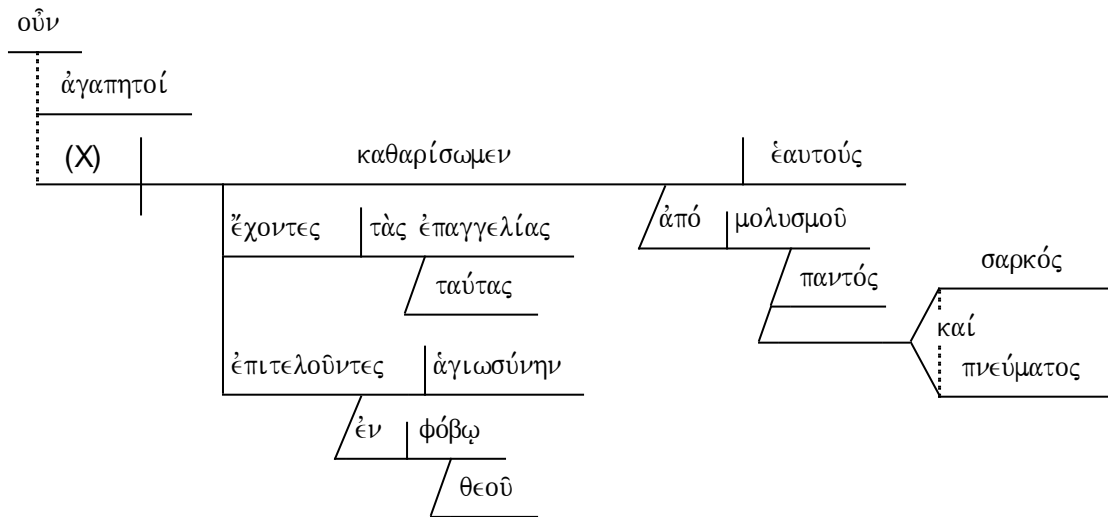 οὖν
ἀγαπητοί
(X) καθαρίσωμεν ἑαυτούς
ἔχοντες τὰς ἐπαγγελίας ἀπό μολυσμοῦ
ταύτας παντός σαρκός
καί
ἐπιτελοῦντες ἁγιωσύνην πνεύματος
ἐν φόβῳ
θεοῦ